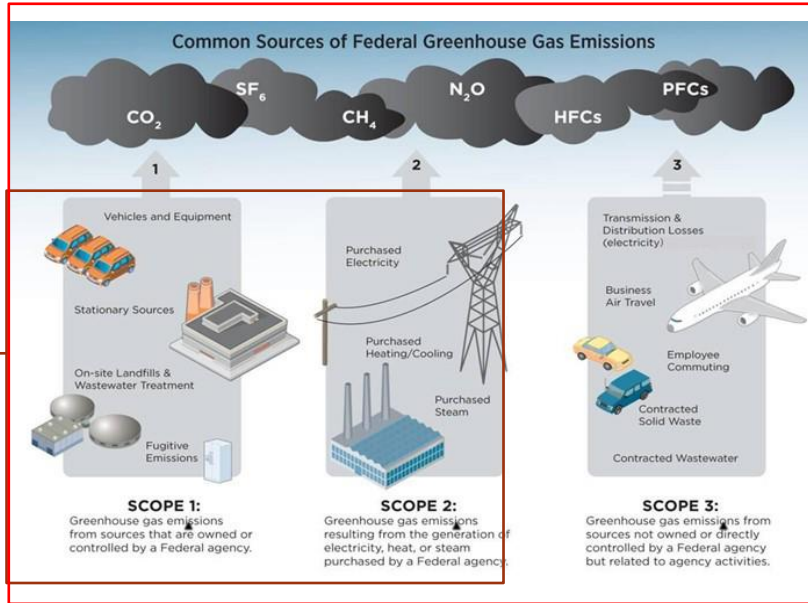 Common Sources of Federal Greenhouse Gas Emissions
CO₂
SF₆
CH₄
N₂O
HFCs
PFCs
1
2
3
Vehicles and Equipment
Stationary Sources
On-site Landfills &
Wastewater Treatment
Fugitive
Emissions
Purchased
Electricity
Purchased
Heating/Cooling
Purchased
Steam
Transmission &
Distribution Losses
(electricity)
Business
Air Travel
Employee
Commuting
Contracted
Solid Waste
Contracted Wastewater
SCOPE 1:
Greenhouse gas emissions
from sources that are owned or
controlled by a Federal agency.
SCOPE 2:
Greenhouse gas emissions
resulting from the generation of
electricity, heat, or steam
purchased by a Federal agency.
SCOPE 3:
Greenhouse gas emissions from
sources not owned or directly
controlled by a Federal agency
but related to agency activities.